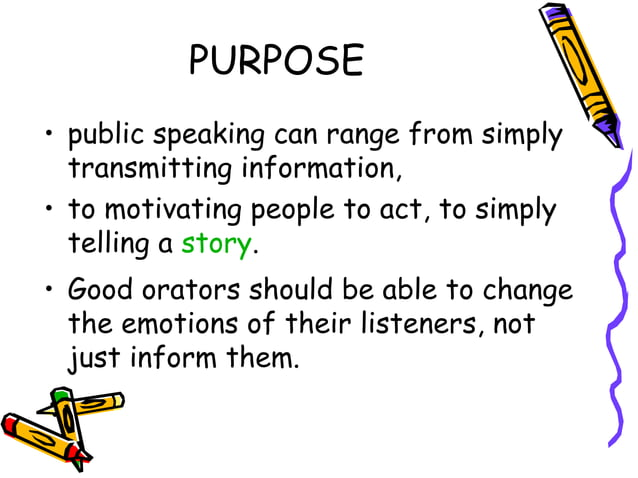 PURPOSE
• public speaking can range from simply
transmitting information,
• to motivating people to act, to simply
telling a story.
• Good orators should be able to change
the emotions of their listeners, not
just inform them.